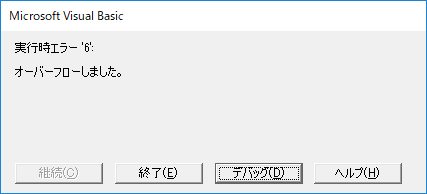 Microsoft Visual Basic
実行時エラー '6':
オーバーフローしました。
継続(C)
終了(E)
デバッグ(D)
ヘルプ(H)